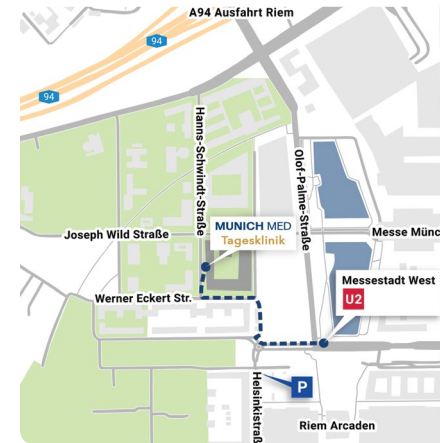 A94 Ausfahrt Riem
94
94
Hanns-Schwindt-Straße
Olof-Palme-Straße
MUNICH MED
Tagesklinik
Joseph Wild Straße
Messe Münc
Messestadt West
U2
Werner Eckert Str.
P
Helsinkistraß
Riem Arcaden